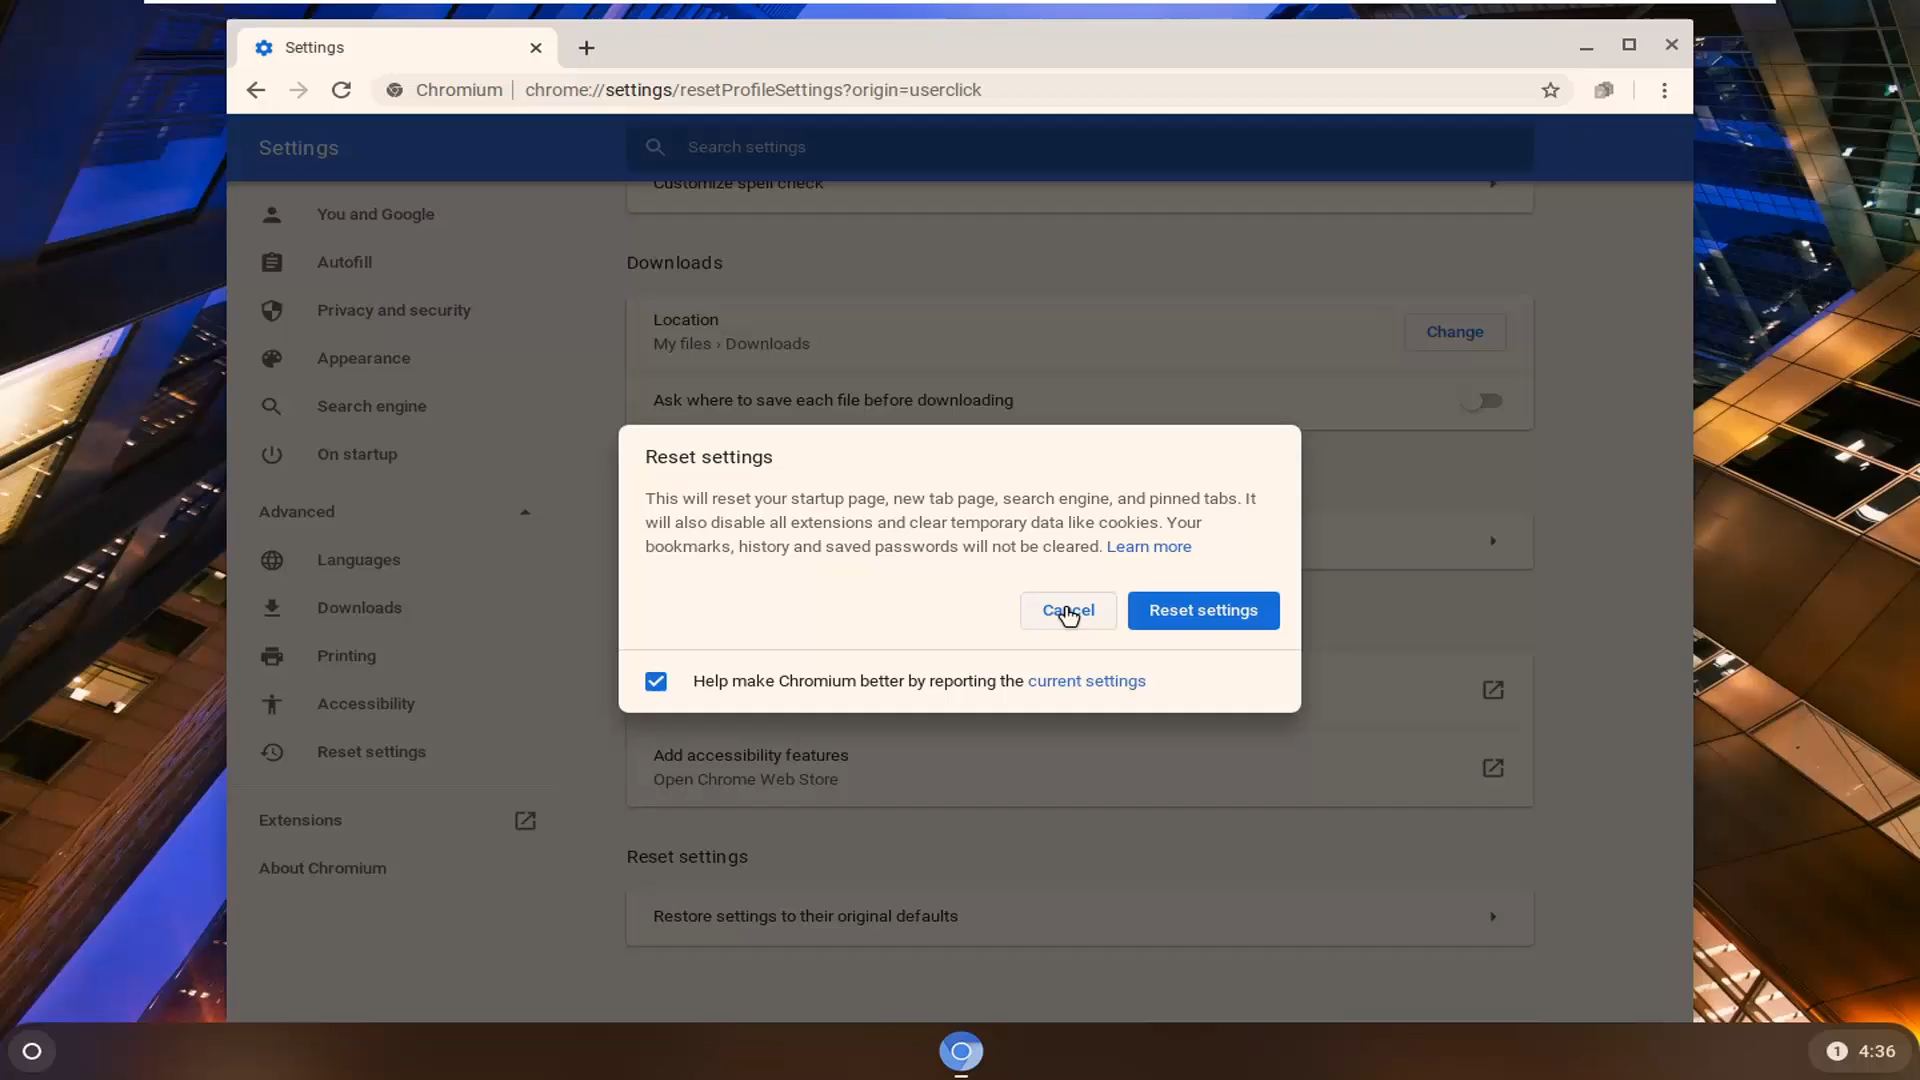 Settings
Chromium
chrome://settings/resetProfileSettings?origin=userclick
Settings
Search settings
You and Google
Autofill
Privacy and security
Appearance
Search engine
On startup
Advanced
Languages
Downloads
Printing
Accessibility
Reset settings
Extensions
About Chromium
Customize spell check
Downloads
Location
Change
My files › Downloads
Ask where to save each file before downloading
Reset settings
This will reset your startup page, new tab page, search engine, and pinned tabs. It
will also disable all extensions and clear temporary data like cookies. Your
bookmarks, history and saved passwords will not be cleared. Learn more
Cancel Reset settings
Help make Chromium better by reporting the current settings
Add accessibility features
Open Chrome Web Store
Reset settings
Restore settings to their original defaults
1 4:36